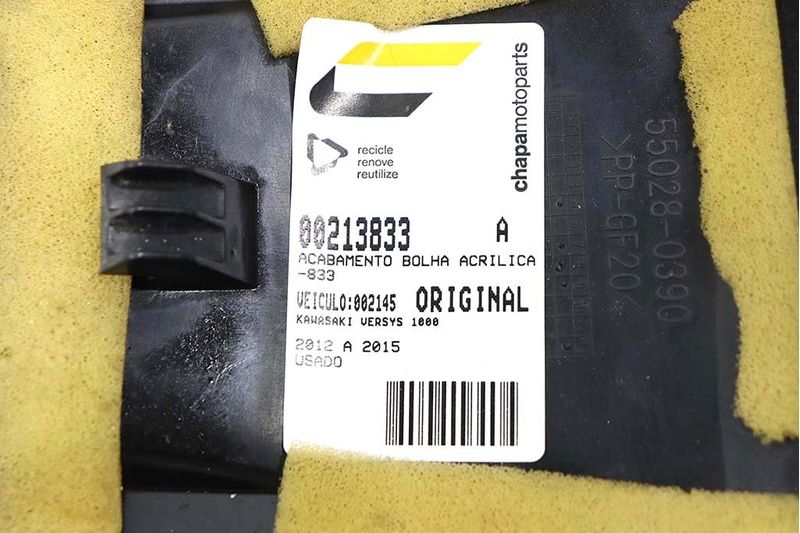 recicle
renove
reutilize
chapamotoparts
00213833 A
ACABAMENTO BOLHA ACRILICA
-833
VEICULO:002145 ORIGINAL
KAWASAKI VERSYS 1000
2012 A 2015
USADO
55028-0390
>PP-GF20<